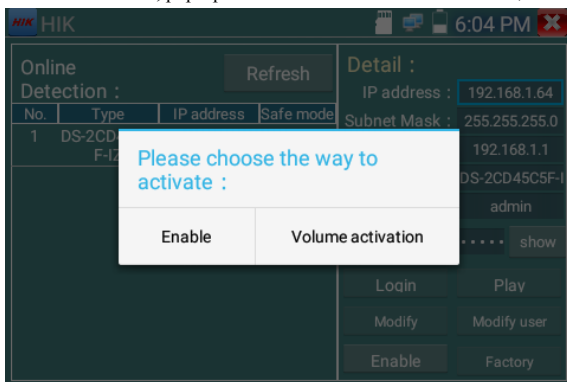 HIK HIK 6:04 PM
Online
Detection：
Refresh
No. Type IP address Safe mode
1 DS-2CD
F-IZ
Detail：
IP address： 192.168.1.64
Subnet Mask： 255.255.255.0
192.168.1.1
DS-2CD45C5F-I
admin
••••• show
Please choose the way to
activate：
Enable Volume activation
Login Play
Modify Modify user
Enable Factory